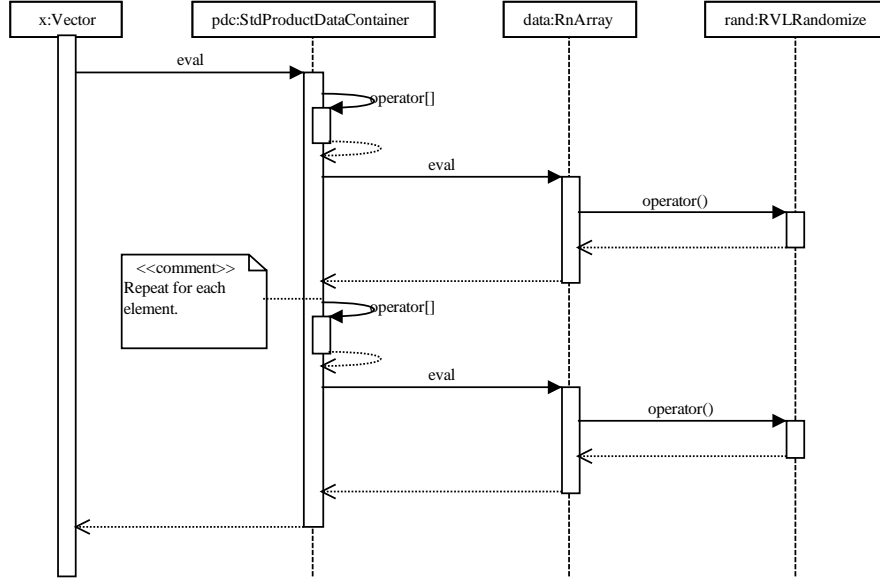 x:Vector
pdc:StdProductDataContainer
data:RnArray
rand:RVLRandomize
eval
operator[]
eval
operator()
<<comment>>
Repeat for each
element.
operator[]
eval
operator()